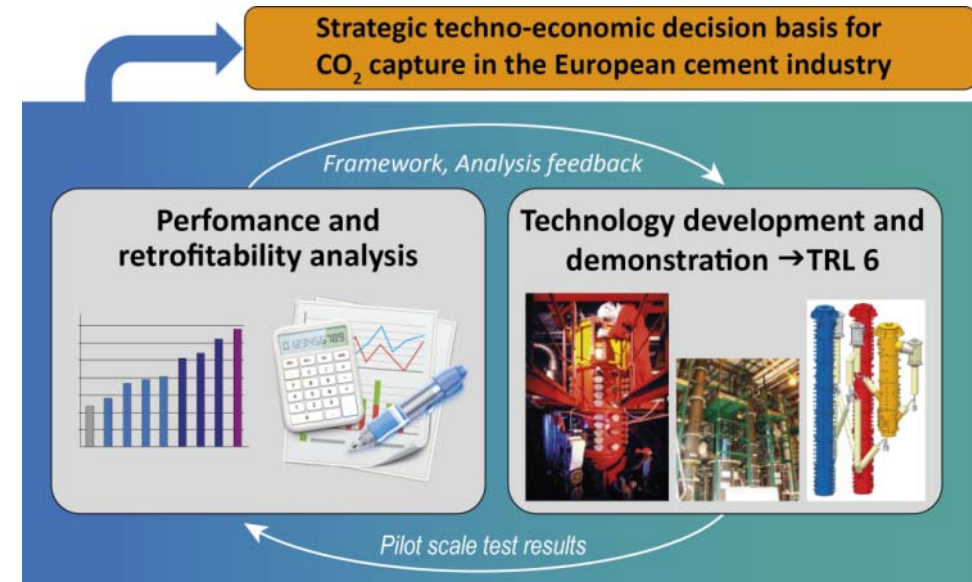 Strategic techno-economic decision basis for
CO₂ capture in the European cement industry
Framework, Analysis feedback
Perfomance and
retrofitability analysis
0123456789
Technology development and
demonstration →TRL 6
Pilot scale test results